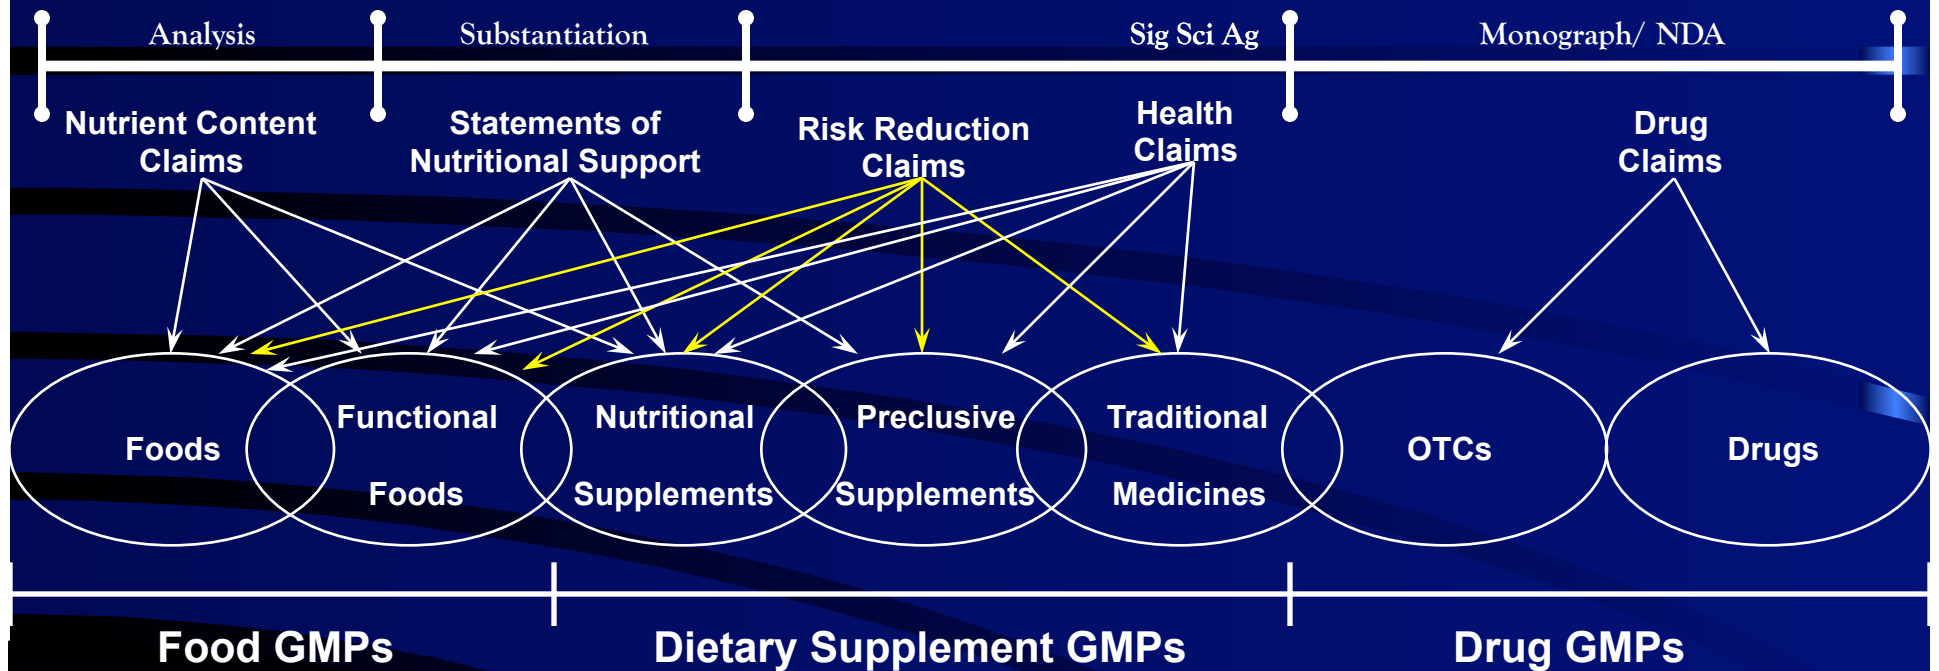 Analysis
Substantiation
Sig Sci Ag
Monograph/ NDA
Nutrient Content
Claims
Statements of
Nutritional Support
Risk Reduction
Claims
Health
Claims
Drug
Claims
Foods
Functional
Foods
Nutritional
Supplements
Preclusive
Supplements
Traditional
Medicines
OTCs
Drugs
Food GMPs
Dietary Supplement GMPs
Drug GMPs